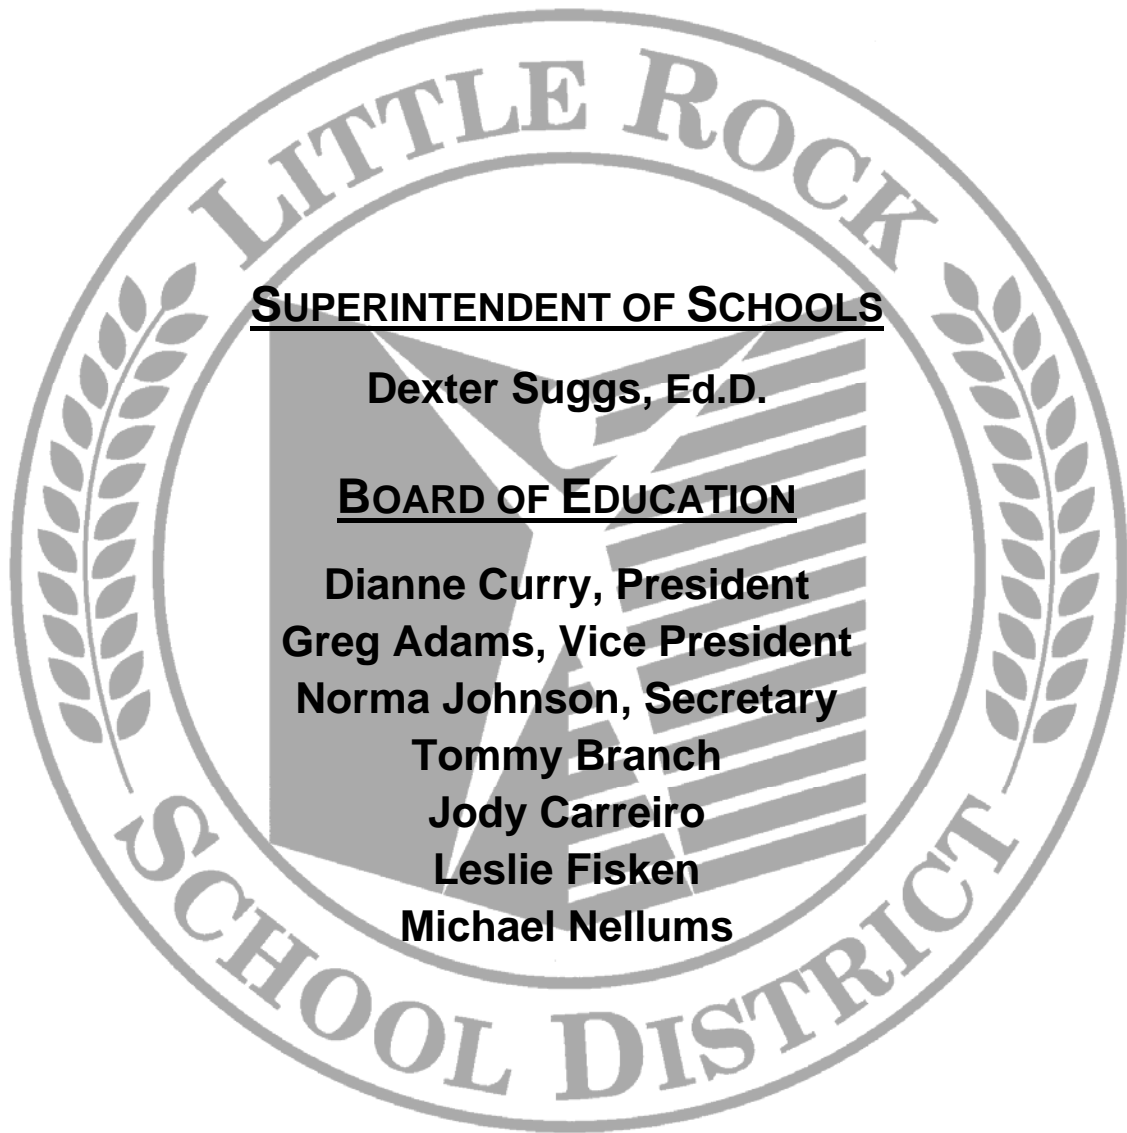 LITTLE ROCK
SUPERINTENDENT OF SCHOOLS
Dexter Suggs, Ed.D.
BOARD OF EDUCATION
Dianne Curry, President
Greg Adams, Vice President
Norma Johnson, Secretary
Tommy Branch
Jody Carreiro
Leslie Fisken
Michael Nellums
SCHOOL DISTRICT